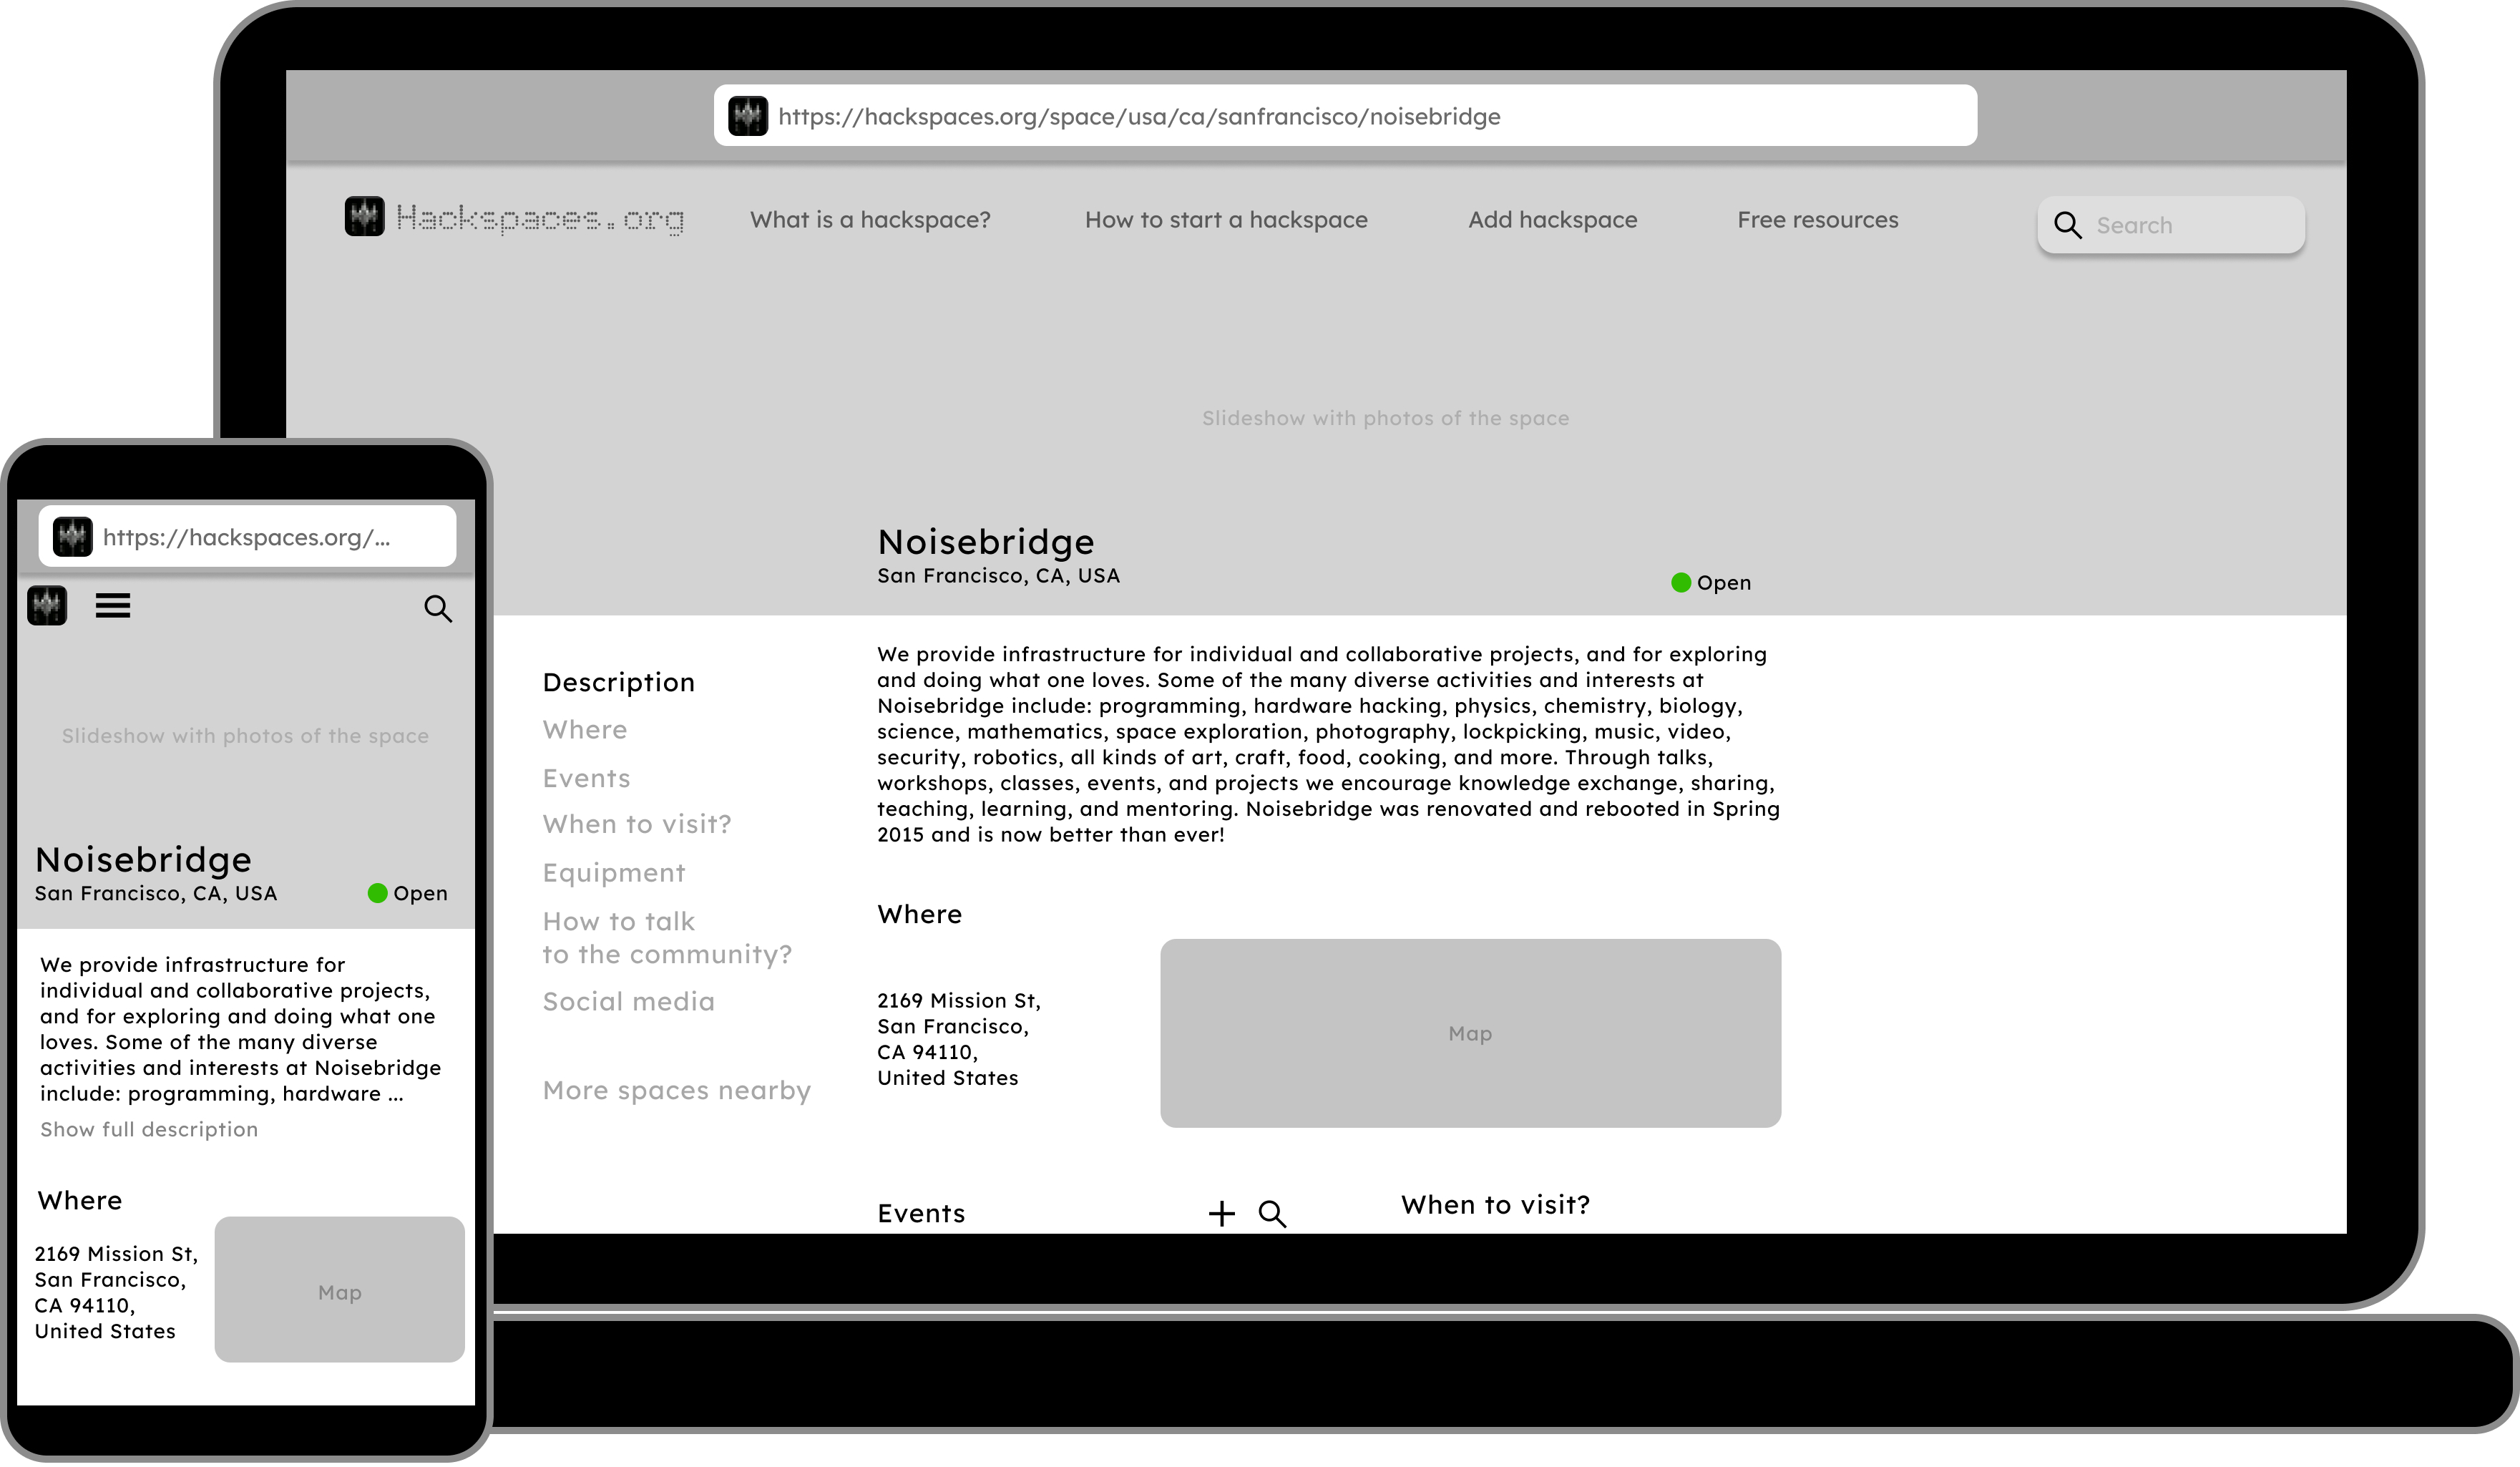 https://hackspaces.org/space/usa/ca/sanfrancisco/noisebridge
Hackspaces.org
What is a hackspace?
How to start a hackspace
Add hackspace
Free resources
Search
Slideshow with photos of the space
Noisebridge
San Francisco, CA, USA
Open
Description
Where
Events
When to visit?
Equipment
How to talk
to the community?
Social media
More spaces nearby
We provide infrastructure for individual and collaborative projects, and for exploring
and doing what one loves. Some of the many diverse activities and interests at
Noisebridge include: programming, hardware hacking, physics, chemistry, biology,
science, mathematics, space exploration, photography, lockpicking, music, video,
security, robotics, all kinds of art, craft, food, cooking, and more. Through talks,
workshops, classes, events, and projects we encourage knowledge exchange, sharing,
teaching, learning, and mentoring. Noisebridge was renovated and rebooted in Spring
2015 and is now better than ever!
Where
2169 Mission St,
San Francisco,
CA 94110,
United States
Map
Events
When to visit?
https://hackspaces.org/...
Slideshow with photos of the space
Noisebridge
San Francisco, CA, USA
Open
We provide infrastructure for
individual and collaborative projects,
and for exploring and doing what one
loves. Some of the many diverse
activities and interests at Noisebridge
include: programming, hardware ...
Show full description
Where
2169 Mission St,
San Francisco,
CA 94110,
United States
Map